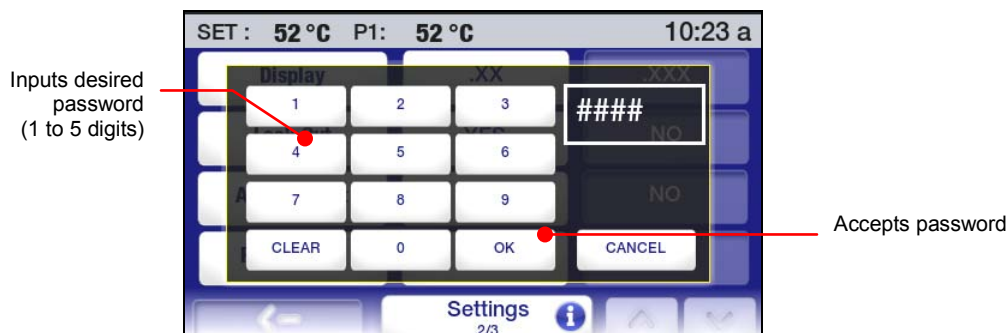 SET : 52 °C P1: 52 °C 10:23 a
Display .XX .XXX
Inputs desired
password
(1 to 5 digits)
1 2 3
####
YES NO
4 5 6
7 8 9
NO
Accepts password
CLEAR 0 OK CANCEL
Settings
2/3